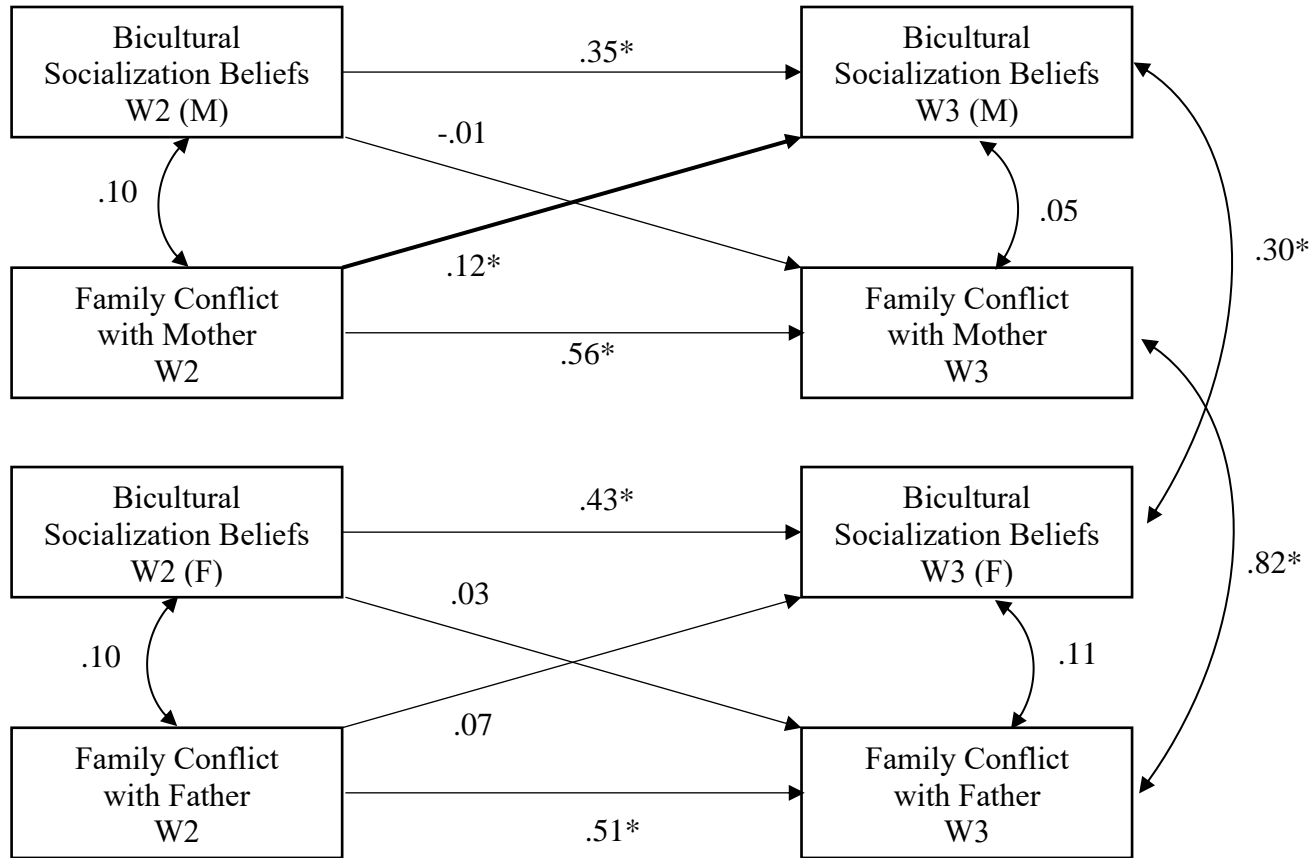 Bicultural
Socialization Beliefs
W2 (M)
.35*
Bicultural
Socialization Beliefs
W3 (M)
-.01
.10
.05
.12*
.30*
Family Conflict
with Mother
W2
.56*
Family Conflict
with Mother
W3
Bicultural
Socialization Beliefs
W2 (F)
.43*
Bicultural
Socialization Beliefs
W3 (F)
.82*
.03
.10
.11
.07
Family Conflict
with Father
W2
.51*
Family Conflict
with Father
W3